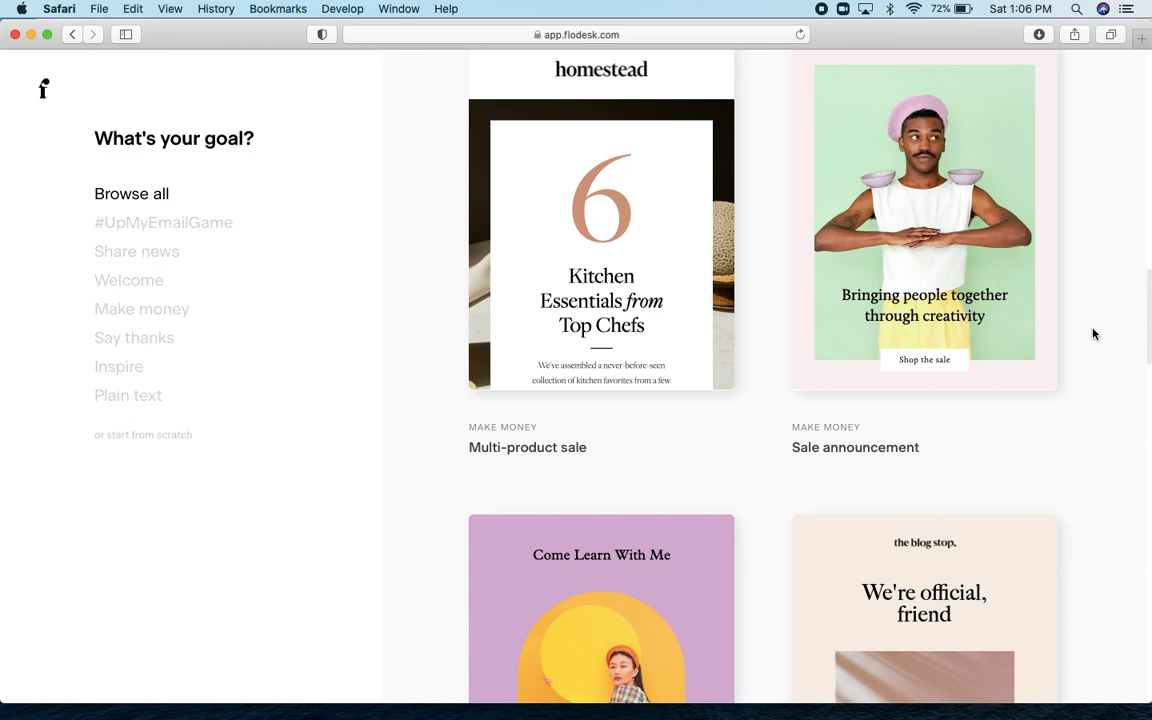 Safari File Edit View History Bookmarks Develop Window Help 72% Sat 1:06 PM
app.flodesk.com
f
What's your goal?
Browse all
#UpMyEmailGame
Share news
Welcome
Make money
Say thanks
Inspire
Plain text
or start from scratch
homestead
6
Kitchen
Essentials from
Top Chefs
We've assembled a never-before-seen
collection of kitchen favorites from a few
MAKE MONEY
Multi-product sale
Bringing people together
through creativity
Shop the sale
MAKE MONEY
Sale announcement
Come Learn With Me
the blog stop.
We're official,
friend